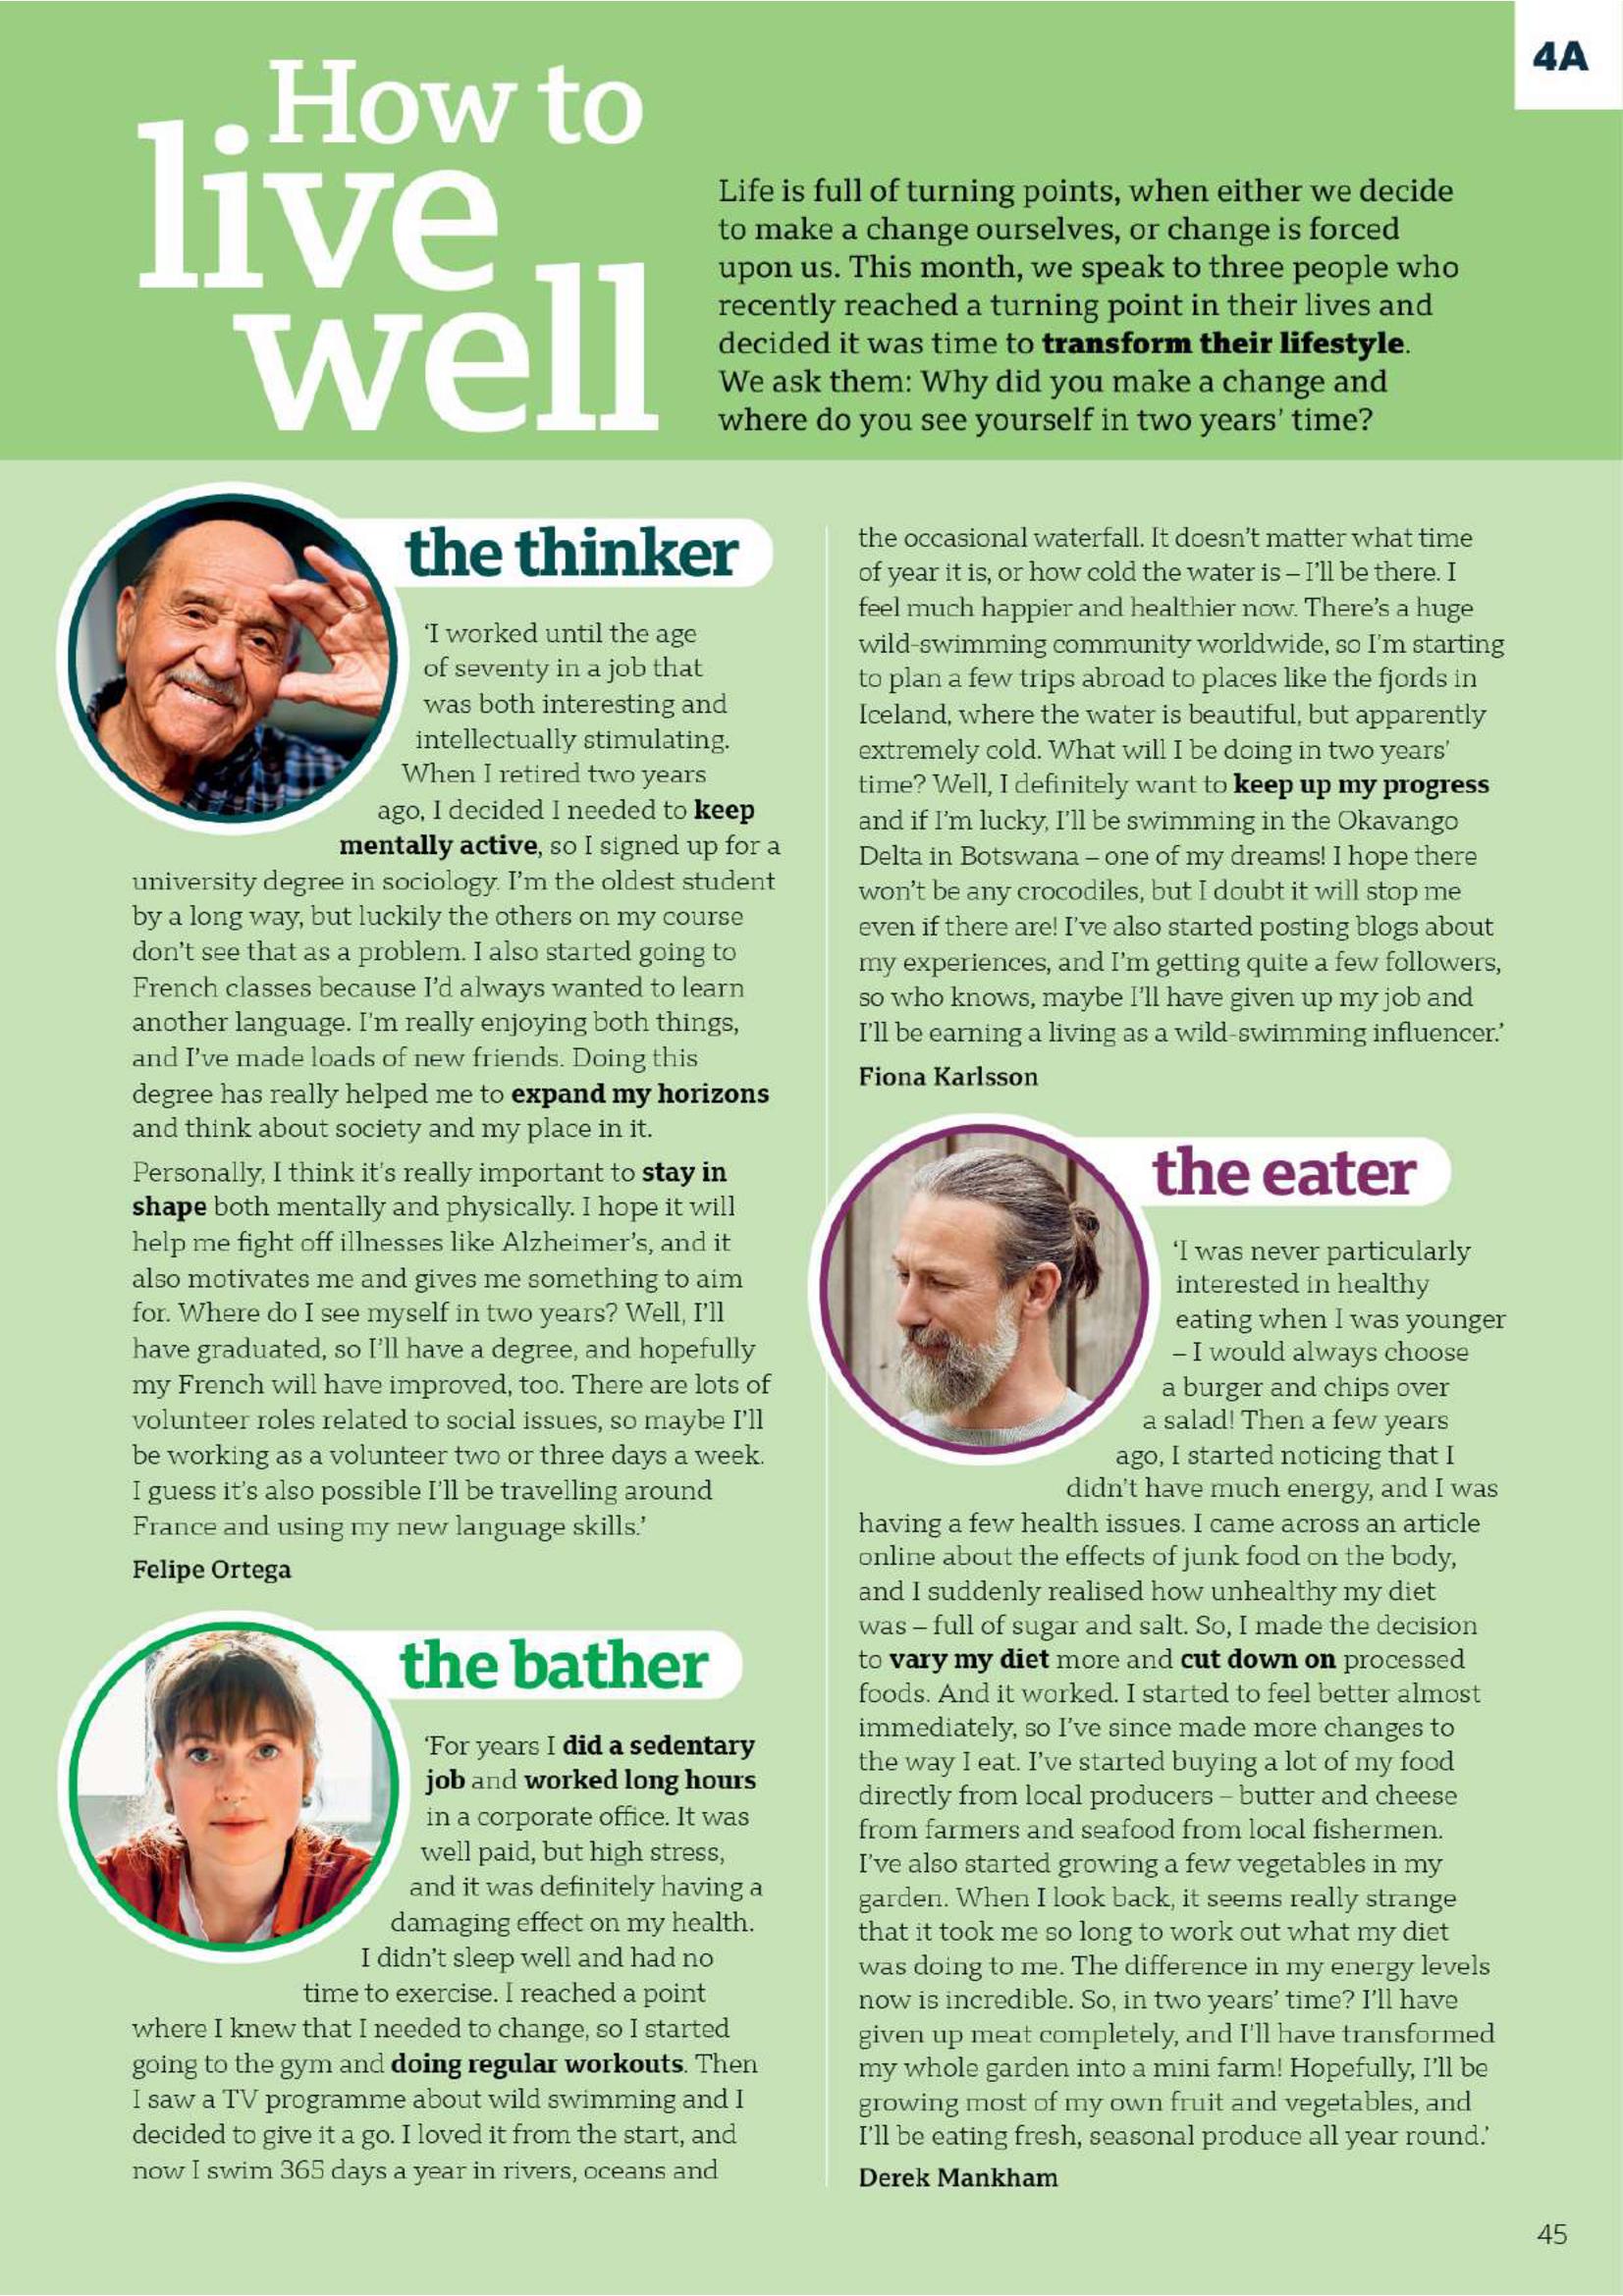 4A
How to
live
well
Life is full of turning points, when either we decide
to make a change ourselves, or change is forced
upon us. This month, we speak to three people who
recently reached a turning point in their lives and
decided it was time to transform their lifestyle.
We ask them: Why did you make a change and
where do you see yourself in two years' time?
the thinker
‘I worked until the age
of seventy in a job that
was both interesting and
intellectually stimulating.
When I retired two years
ago, I decided I needed to keep
mentally active, so I signed up for a
university degree in sociology. I'm the oldest student
by a long way, but luckily the others on my course
don't see that as a problem. I also started going to
French classes because I'd always wanted to learn
another language. I'm really enjoying both things,
and I've made loads of new friends. Doing this
degree has really helped me to expand my horizons
and think about society and my place in it.
Personally, I think it's really important to stay in
shape both mentally and physically. I hope it will
help me fight off illnesses like Alzheimer's, and it
also motivates me and gives me something to aim
for. Where do I see myself in two years? Well, I'll
have graduated, so I'll have a degree, and hopefully
my French will have improved, too. There are lots of
volunteer roles related to social issues, so maybe I'll
be working as a volunteer two or three days a week.
I guess it's also possible I'll be travelling around
France and using my new language skills.’
Felipe Ortega
the bather
‘For years I did a sedentary
job and worked long hours
in a corporate office. It was
well paid, but high stress,
and it was definitely having a
damaging effect on my health.
I didn't sleep well and had no
time to exercise. I reached a point
where I knew that I needed to change, so I started
going to the gym and doing regular workouts. Then
I saw a TV programme about wild swimming and I
decided to give it a go. I loved it from the start, and
now I swim 365 days a year in rivers, oceans and
the occasional waterfall. It doesn't matter what time
of year it is, or how cold the water is – I'll be there. I
feel much happier and healthier now. There's a huge
wild-swimming community worldwide, so I'm starting
to plan a few trips abroad to places like the fjords in
Iceland, where the water is beautiful, but apparently
extremely cold. What will I be doing in two years'
time? Well, I definitely want to keep up my progress
and if I'm lucky, I'll be swimming in the Okavango
Delta in Botswana – one of my dreams! I hope there
won't be any crocodiles, but I doubt it will stop me
even if there are! I've also started posting blogs about
my experiences, and I'm getting quite a few followers,
so who knows, maybe I'll have given up my job and
I'll be earning a living as a wild-swimming influencer.’
Fiona Karlsson
the eater
‘I was never particularly
interested in healthy
eating when I was younger
– I would always choose
a burger and chips over
a salad! Then a few years
ago, I started noticing that I
didn't have much energy, and I was
having a few health issues. I came across an article
online about the effects of junk food on the body,
and I suddenly realised how unhealthy my diet
was – full of sugar and salt. So, I made the decision
to vary my diet more and cut down on processed
foods. And it worked. I started to feel better almost
immediately, so I've since made more changes to
the way I eat. I've started buying a lot of my food
directly from local producers – butter and cheese
from farmers and seafood from local fishermen.
I've also started growing a few vegetables in my
garden. When I look back, it seems really strange
that it took me so long to work out what my diet
was doing to me. The difference in my energy levels
now is incredible. So, in two years' time? I'll have
given up meat completely, and I'll have transformed
my whole garden into a mini farm! Hopefully, I'll be
growing most of my own fruit and vegetables, and
I'll be eating fresh, seasonal produce all year round.’
Derek Mankham
45